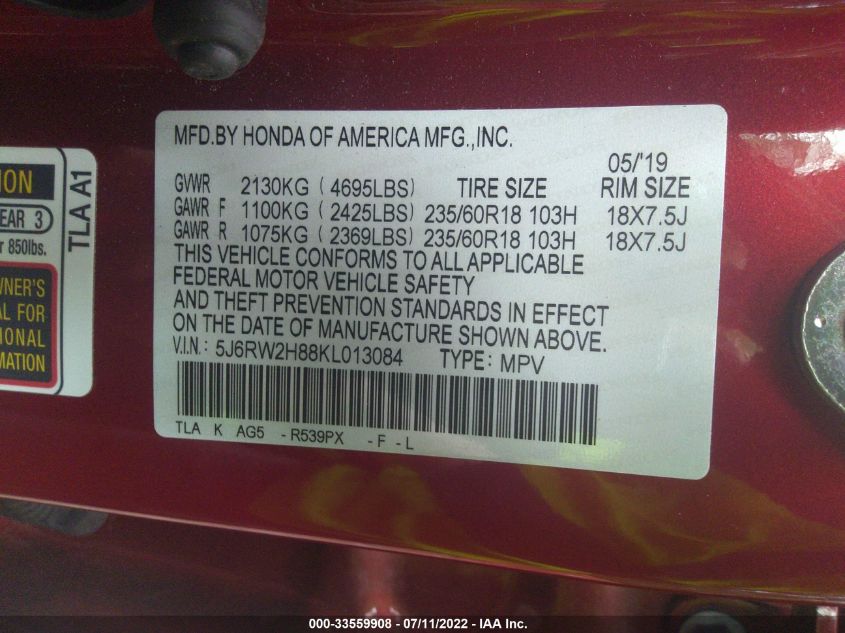 MFD.BY HONDA OF AMERICA MFG.,INC.
05/'19
GVWR 2130KG ( 4695LBS) TIRE SIZE RIM SIZE
GAWR F 1100KG ( 2425LBS) 235/60R18 103H 18X7.5J
GAWR R 1075KG ( 2369LBS) 235/60R18 103H 18X7.5J
THIS VEHICLE CONFORMS TO ALL APPLICABLE
FEDERAL MOTOR VEHICLE SAFETY
AND THEFT PREVENTION STANDARDS IN EFFECT
ON THE DATE OF MANUFACTURE SHOWN ABOVE.
V.I.N.: 5J6RW2H88KL013084 TYPE: MPV
TLA K AG5 -R539PX -F-L
ION
EAR 3
r 850lbs.
TLA A1
WNER'S
AL FOR
IONAL
MATION
000-33559908 - 07/11/2022 - IAA Inc.